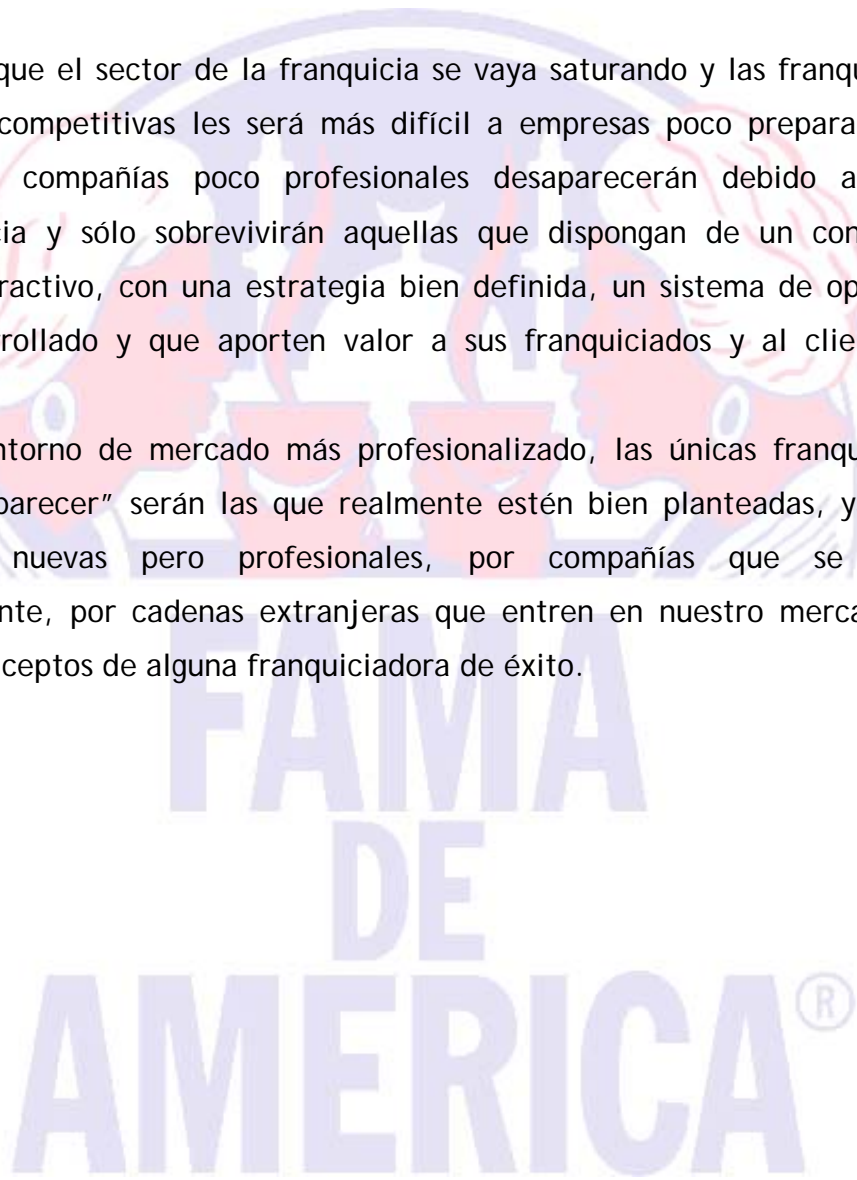 que el sector de la franquicia se vaya saturando y las franqu
competitivas les será más difícil a empresas poco prepara
compañías poco profesionales desaparecerán debido a
cia y sólo sobrevivirán aquellas que dispongan de un con
ractivo, con una estrategia bien definida, un sistema de op
rrollado y que aporten valor a sus franquiciados y al clie
ntorno de mercado más profesionalizado, las únicas franqu
parecer” serán las que realmente estén bien planteadas, y
nuevas pero profesionales, por compañías que se
nte, por cadenas extranjeras que entren en nuestro merca
ceptos de alguna franquiciadora de éxito.
FAMA
DE
AMERICA®